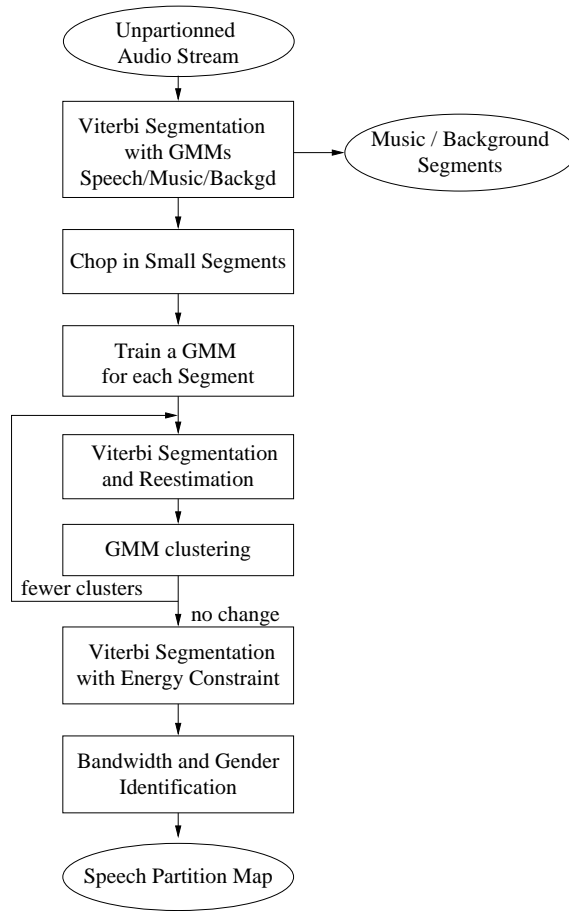 Unpartionned
Audio Stream
Viterbi Segmentation
with GMMs
Speech/Music/Backgd
Music / Background
Segments
Chop in Small Segments
Train a GMM
for each Segment
Viterbi Segmentation
and Reestimation
GMM clustering
fewer clusters
no change
Viterbi Segmentation
with Energy Constraint
Bandwidth and Gender
Identification
Speech Partition Map